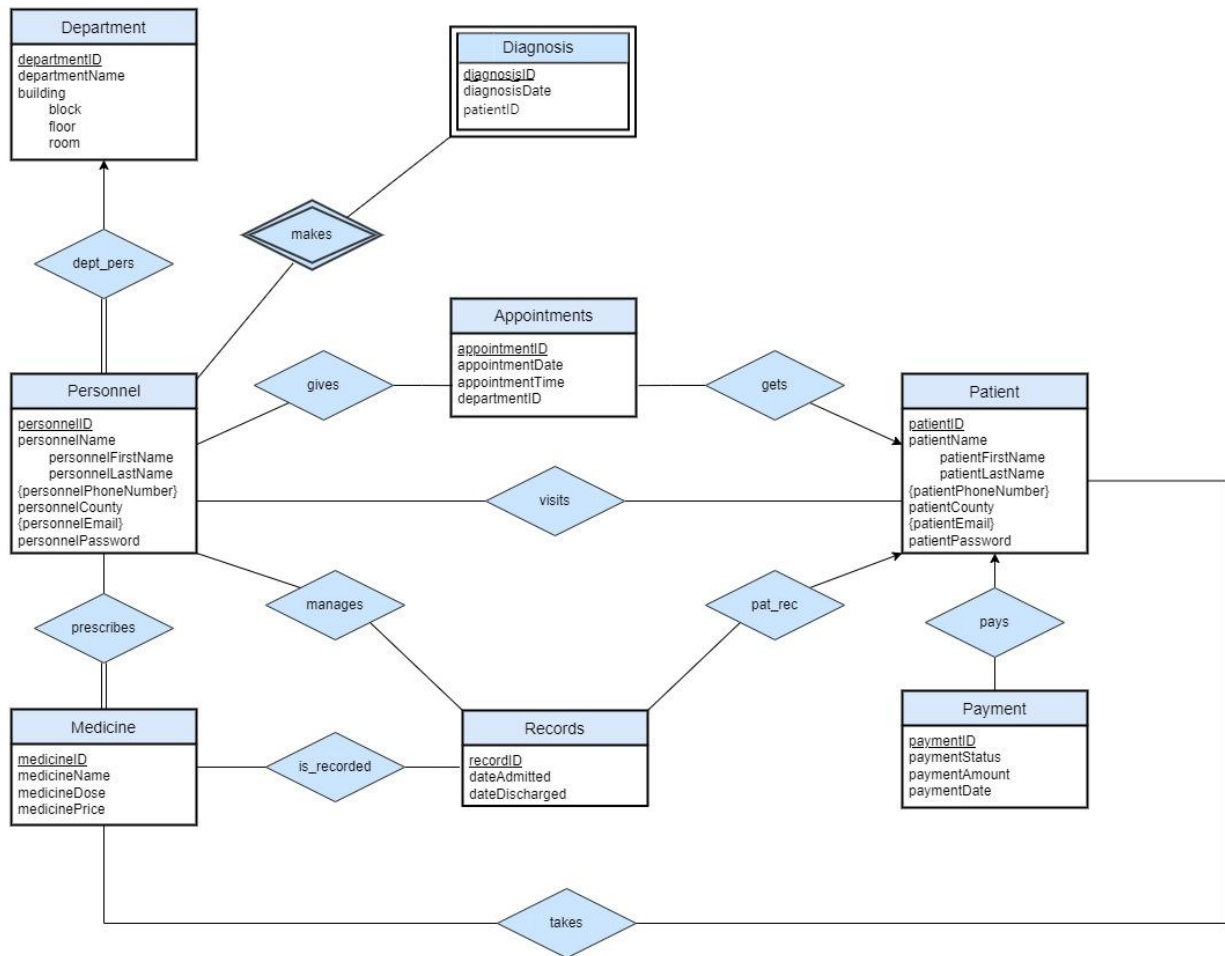 Department
departmentID
departmentName
building
block
floor
room
Diagnosis
diagnosisID
diagnosisDate
patientID
makes
dept_pers
Appointments
appointmentID
appointmentDate
appointmentTime
departmentID
gives
gets
Personnel
personnelID
personnelName
personnelFirstName
personnelLastName
{personnelPhoneNumber}
personnelCounty
{personnelEmail}
personnelPassword
Patient
patientID
patientName
patientFirstName
patientLastName
{patientPhoneNumber}
patientCounty
{patientEmail}
patientPassword
visits
prescribes
manages
pat_rec
pays
Medicine
medicineID
medicineName
medicineDose
medicinePrice
is_recorded
Records
recordID
dateAdmitted
dateDischarged
Payment
paymentID
paymentStatus
paymentAmount
paymentDate
takes